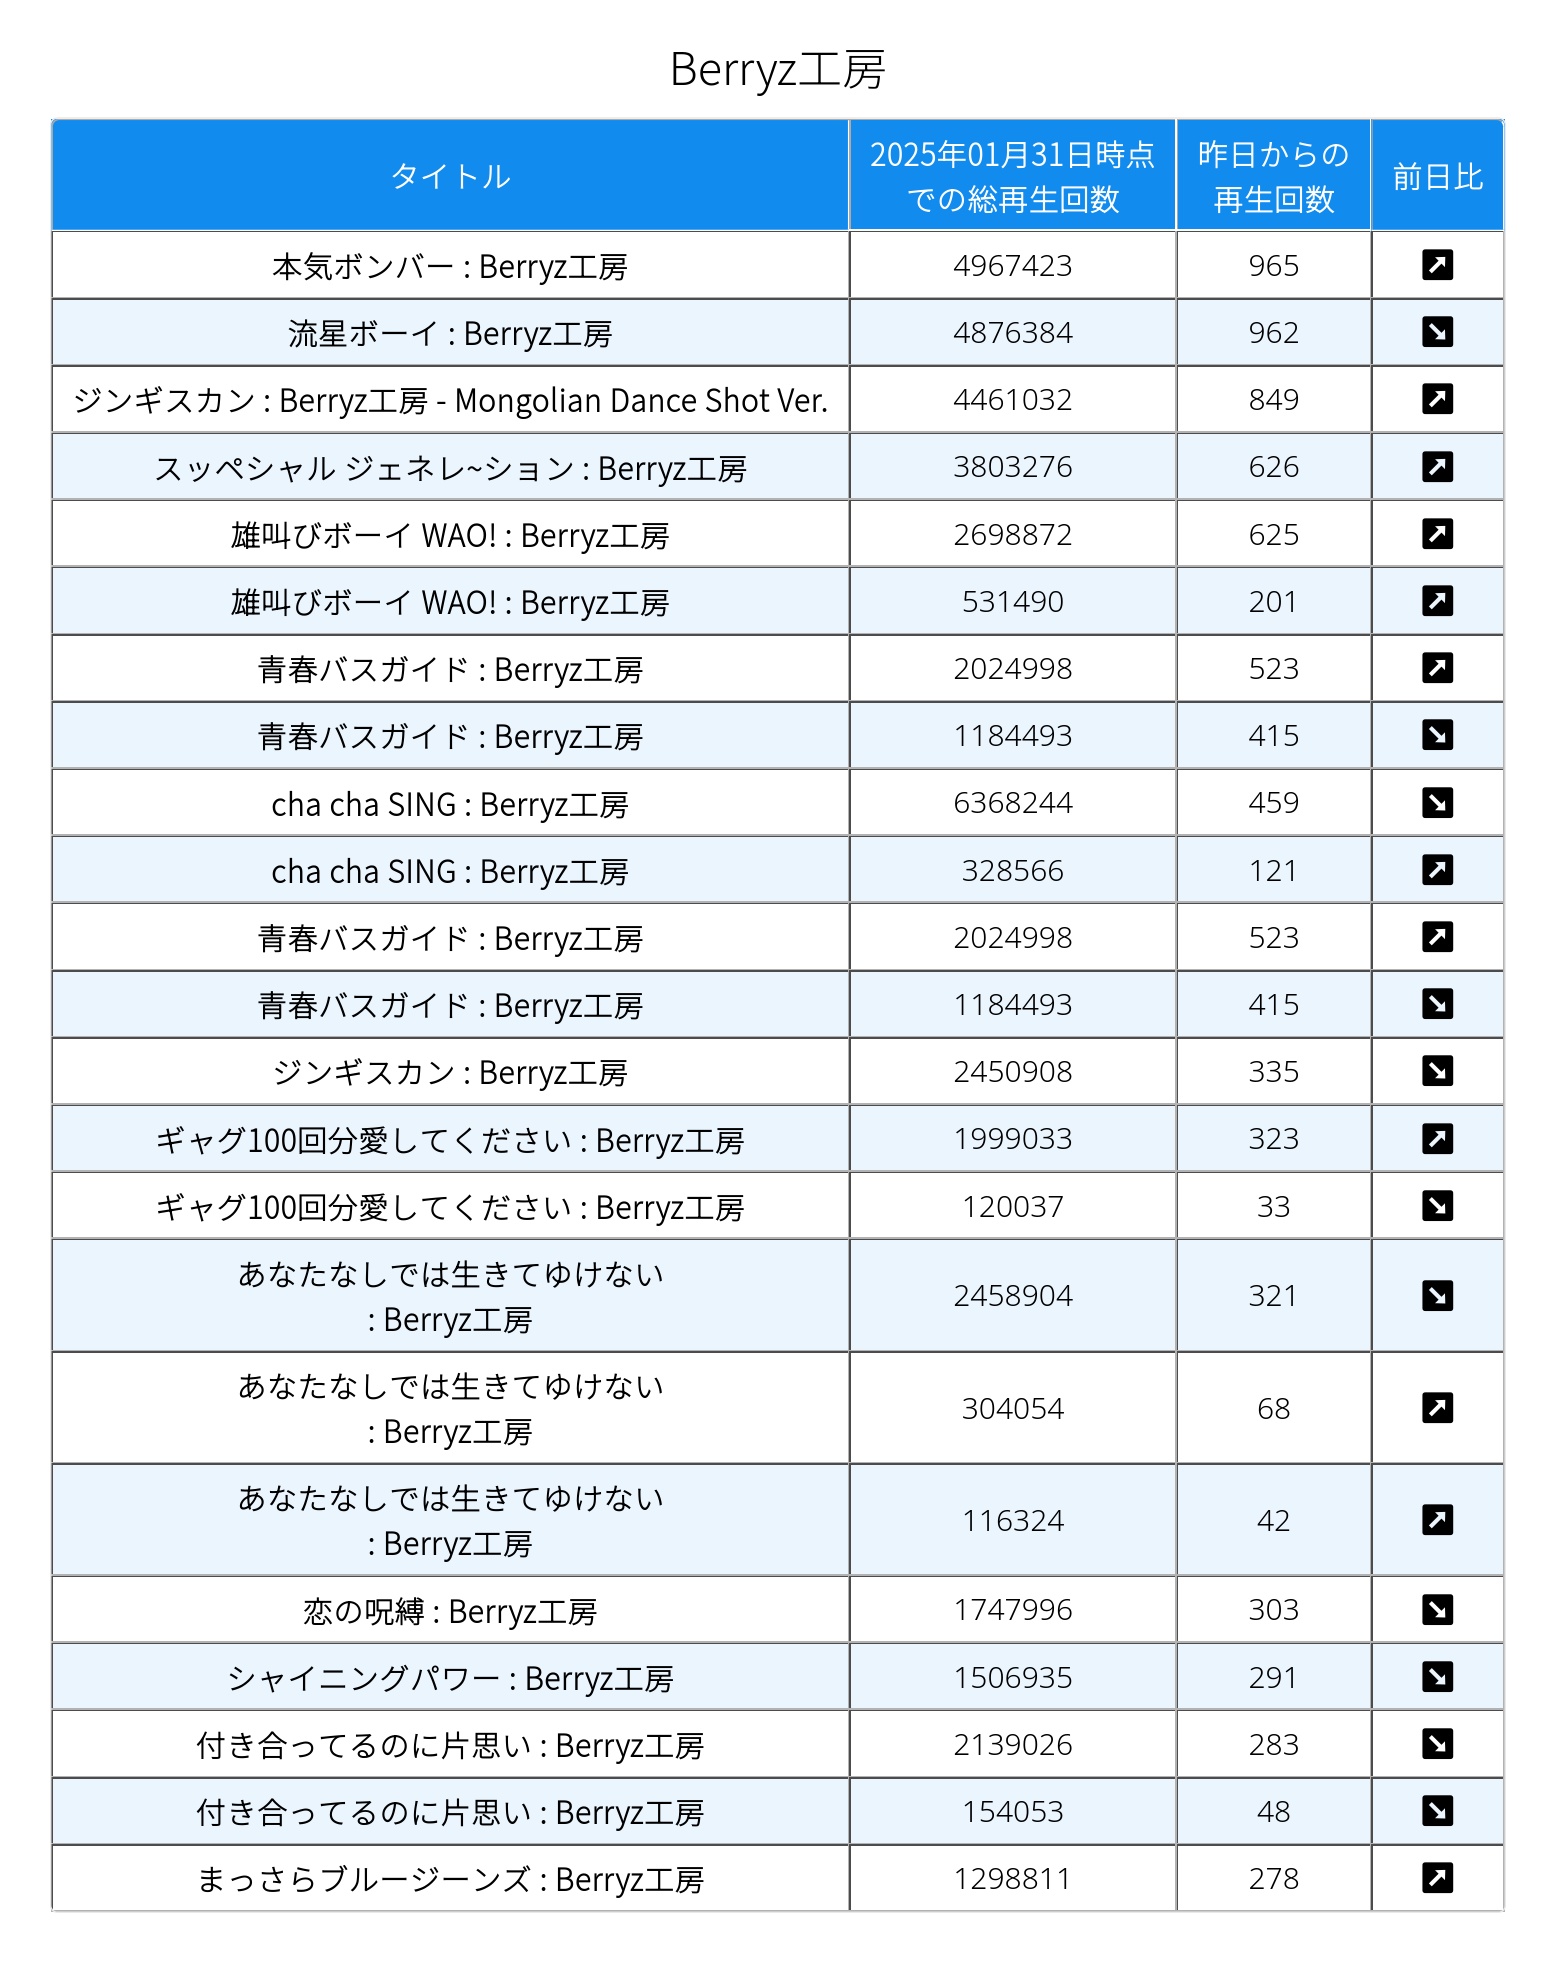 Berryz工房
タイトル 2025年01月31日時点での総再生回数 昨日からの再生回数 前日比
本気ボンバー : Berryz工房 4967423 965
流星ボーイ : Berryz工房 4876384 962
ジンギスカン : Berryz工房 - Mongolian Dance Shot Ver. 4461032 849
スッペシャル ジェネレ~ション : Berryz工房 3803276 626
雄叫びボーイ WAO! : Berryz工房 2698872 625
雄叫びボーイ WAO! : Berryz工房 531490 201
青春バスガイド : Berryz工房 2024998 523
青春バスガイド : Berryz工房 1184493 415
cha cha SING : Berryz工房 6368244 459
cha cha SING : Berryz工房 328566 121
青春バスガイド : Berryz工房 2024998 523
青春バスガイド : Berryz工房 1184493 415
ジンギスカン : Berryz工房 2450908 335
ギャグ100回分愛してください : Berryz工房 1999033 323
ギャグ100回分愛してください : Berryz工房 120037 33
あなたなしでは生きてゆけない : Berryz工房 2458904 321
あなたなしでは生きてゆけない : Berryz工房 304054 68
あなたなしでは生きてゆけない : Berryz工房 116324 42
恋の呪縛 : Berryz工房 1747996 303
シャイニングパワー : Berryz工房 1506935 291
付き合ってるのに片思い : Berryz工房 2139026 283
付き合ってるのに片思い : Berryz工房 154053 48
まっさらブルージーンズ : Berryz工房 1298811 278